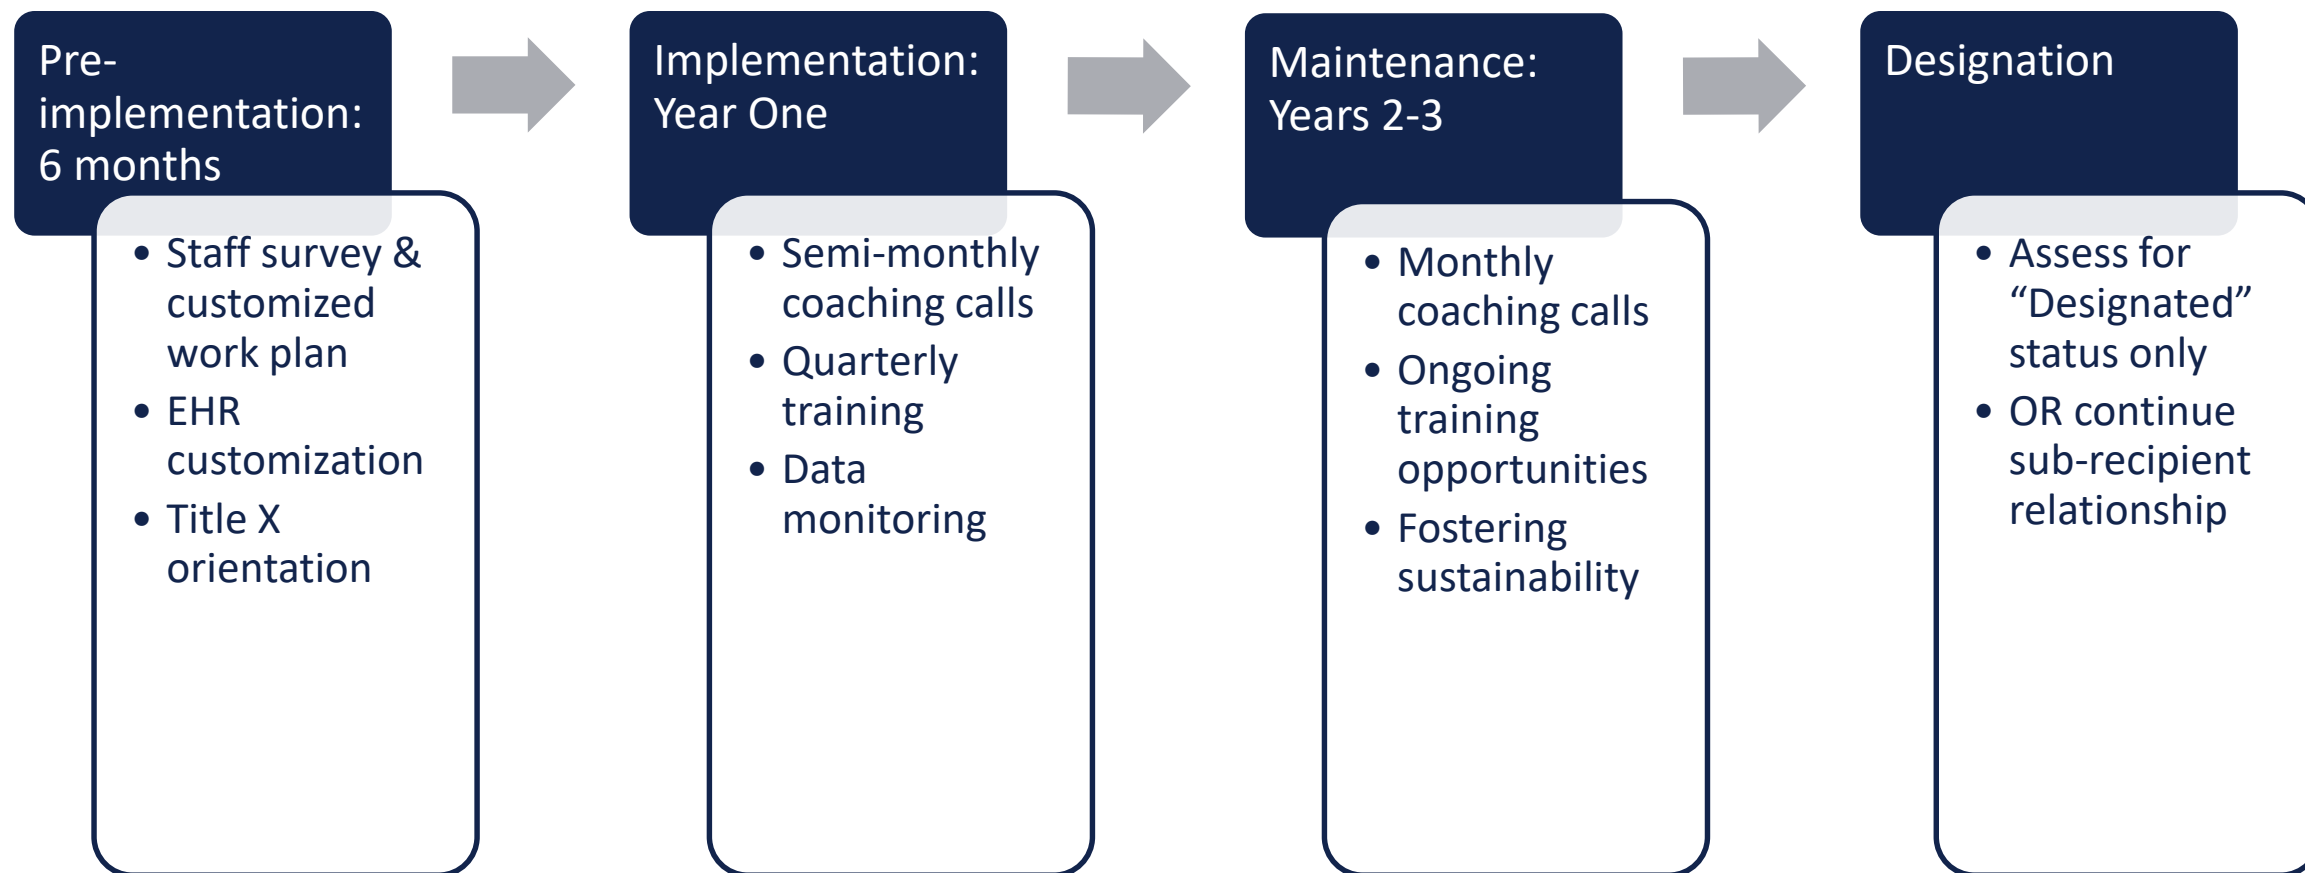 Pre-
implementation:
6 months
• Staff survey &
customized
work plan
• EHR
customization
• Title X
orientation
Implementation:
Year One
• Semi-monthly
coaching calls
• Quarterly
training
• Data
monitoring
Maintenance:
Years 2-3
• Monthly
coaching calls
• Ongoing
training
opportunities
• Fostering
sustainability
Designation
• Assess for
“Designated”
status only
• OR continue
sub-recipient
relationship